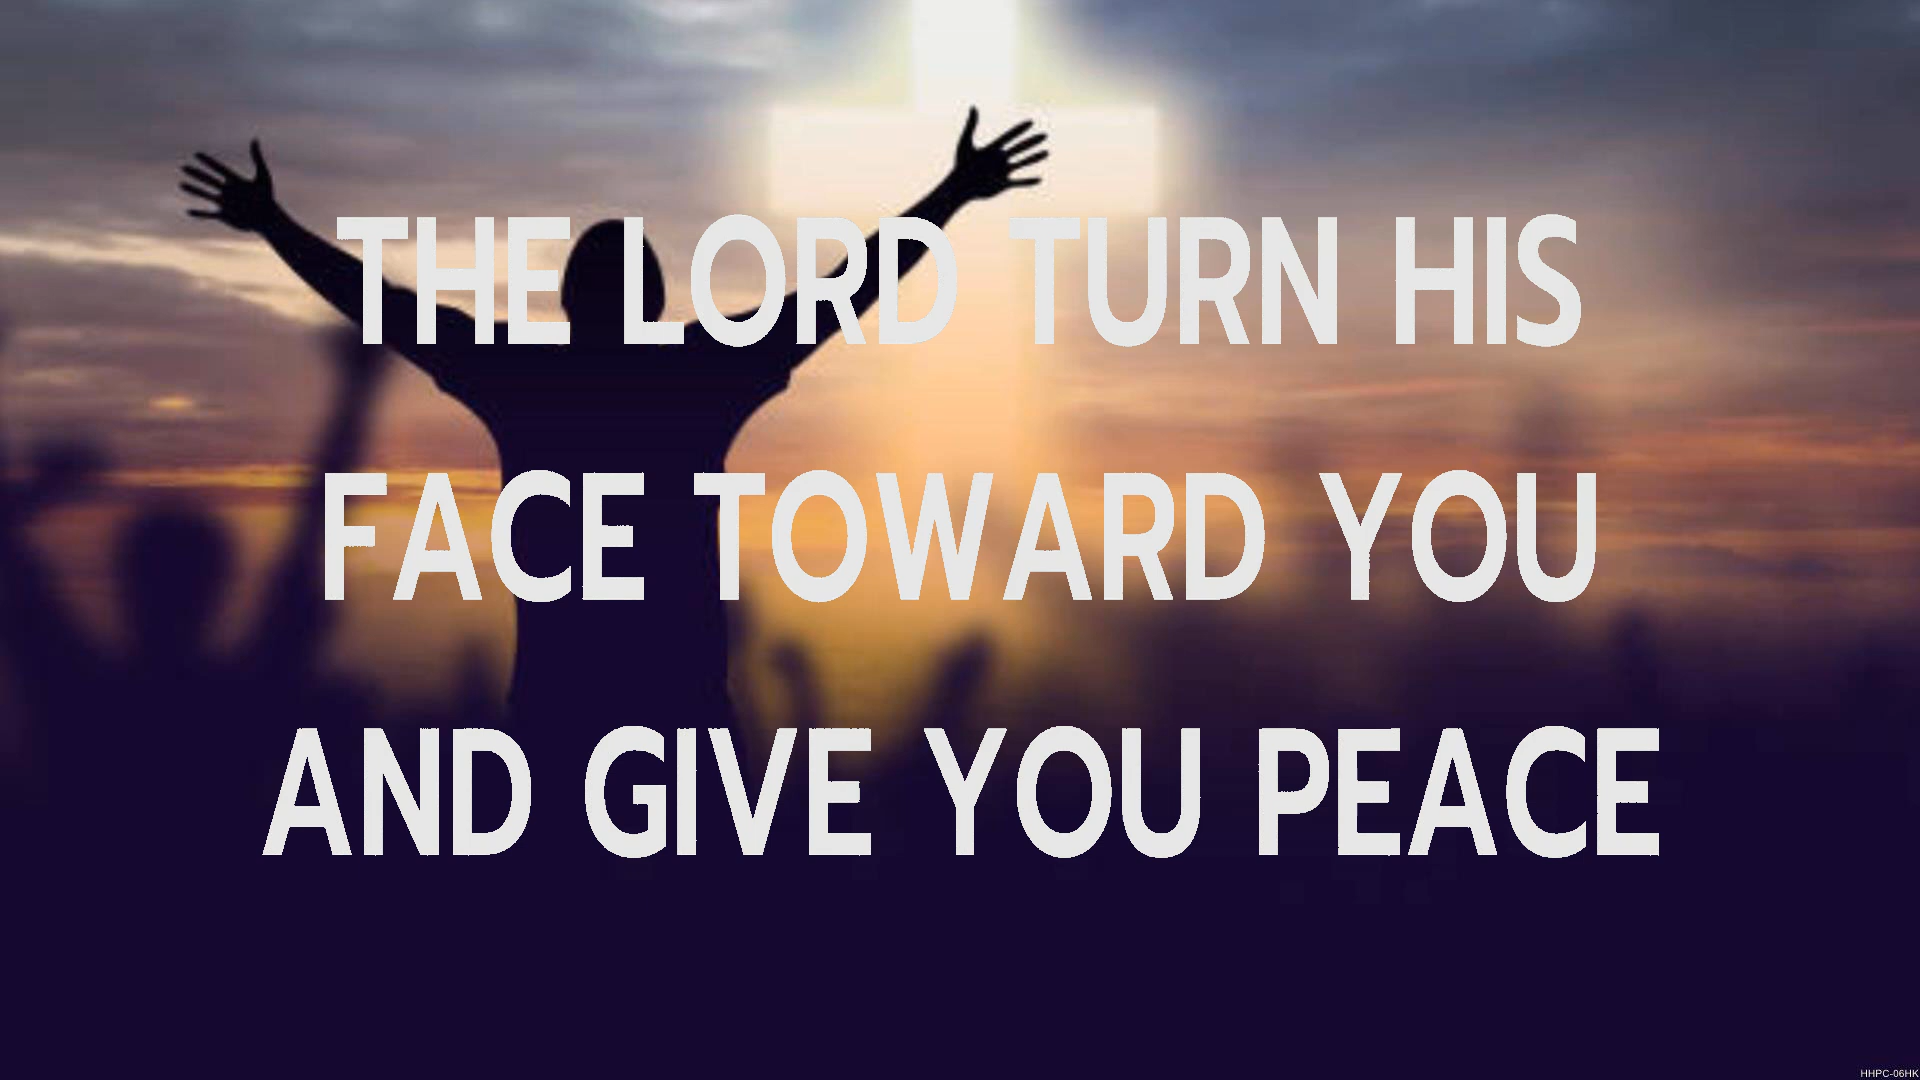 THE LORD TURN HIS
FACE TOWARD YOU
AND GIVE YOU PEACE
HHPC-06HK